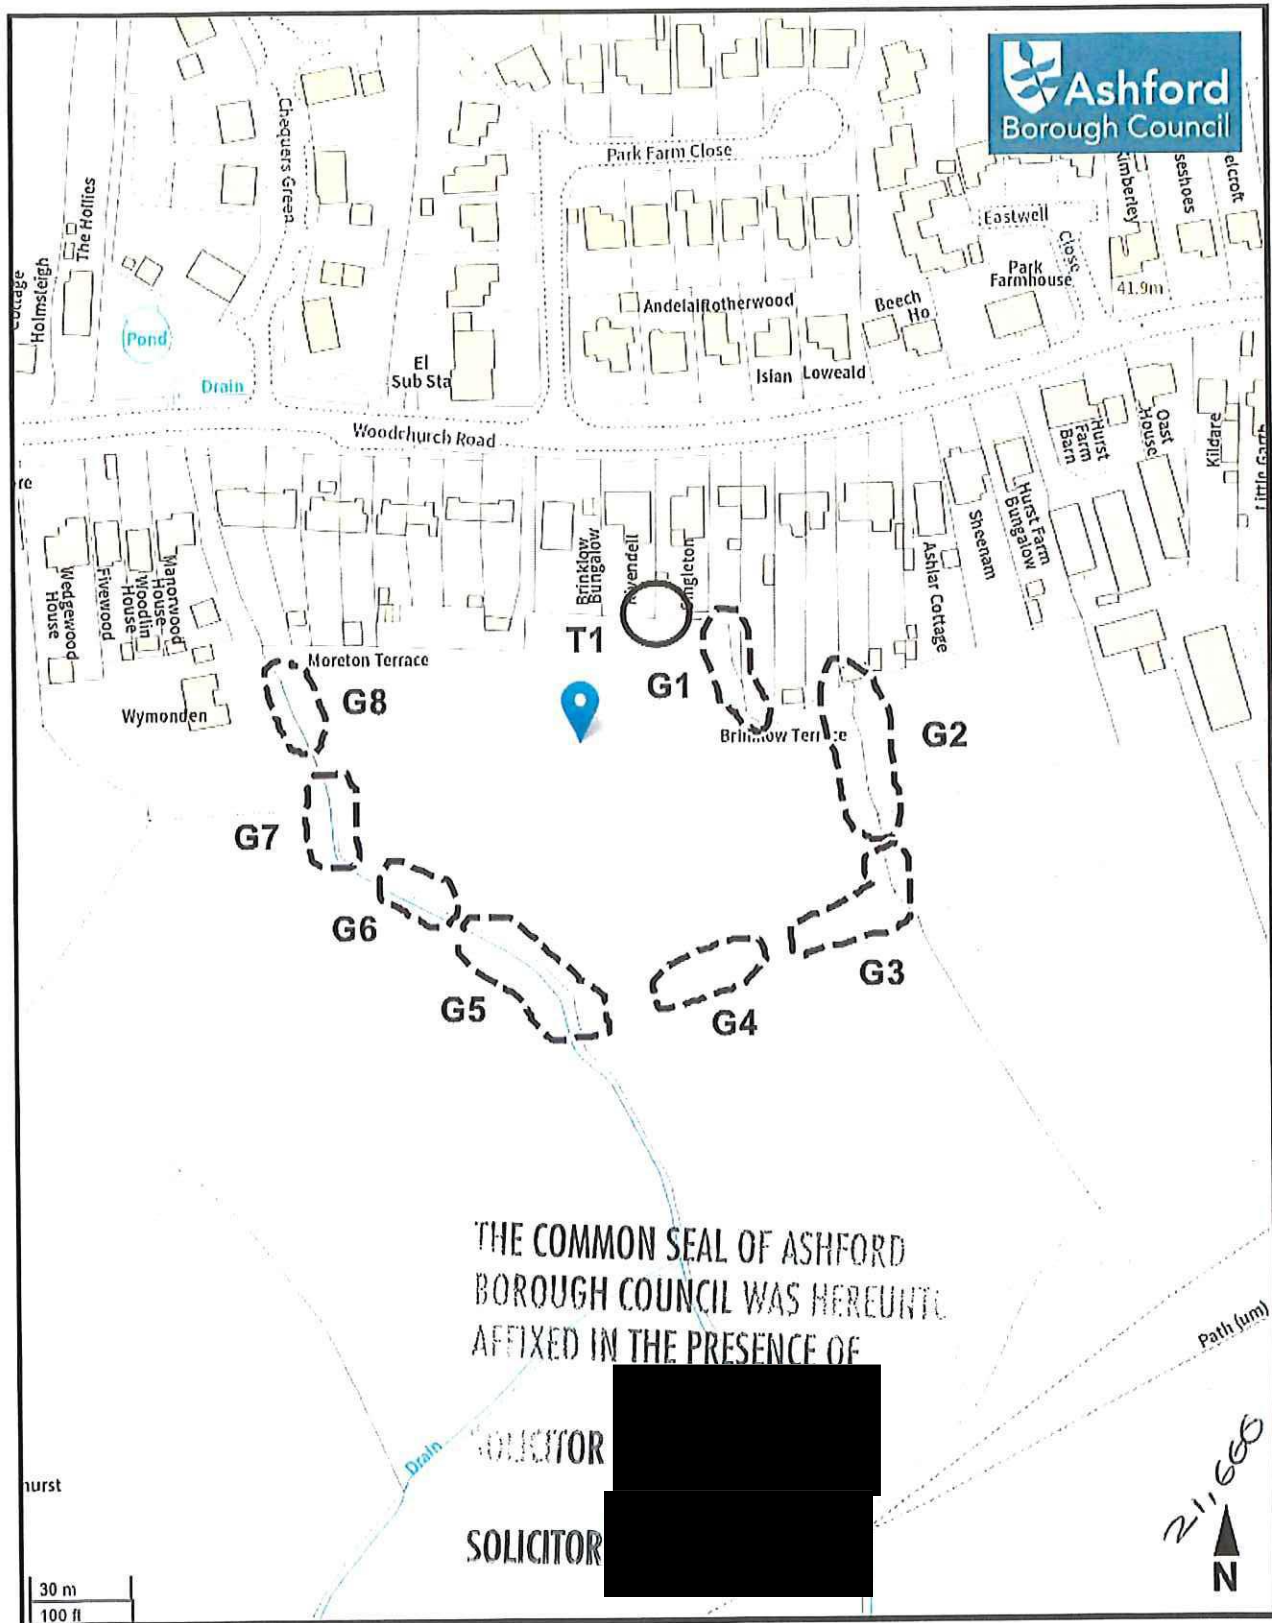 Ashford
Borough Council
Chequers Green
Park Farm Close
The Hollies
Holmsleigh
Eastwell
Close
Park
Farmhouse
41.9m
Pond
Drain
El
Sub Sta
Rotherwood
Beech
Ho
Isian
Loweald
Woodchurch Road
Hurst
Farm
Barn
Oast
House
Kildare
Wedgewood
House
Fivewood
Woodlin
House
Manorwood
House
Brinklow
Bungalow
Ashlar Cottage
Sheenam
Hurst Farm
Bungalow
T1
G1
Moreton Terrace
G8
Wymonden
G2
G7
G6
G3
G5
G4
THE COMMON SEAL OF ASHFORD
BOROUGH COUNCIL WAS HEREUNTO
AFFIXED IN THE PRESENCE OF
SOLICITOR
Path (um)
Drain
SOLICITOR
N
30 m
100 ft